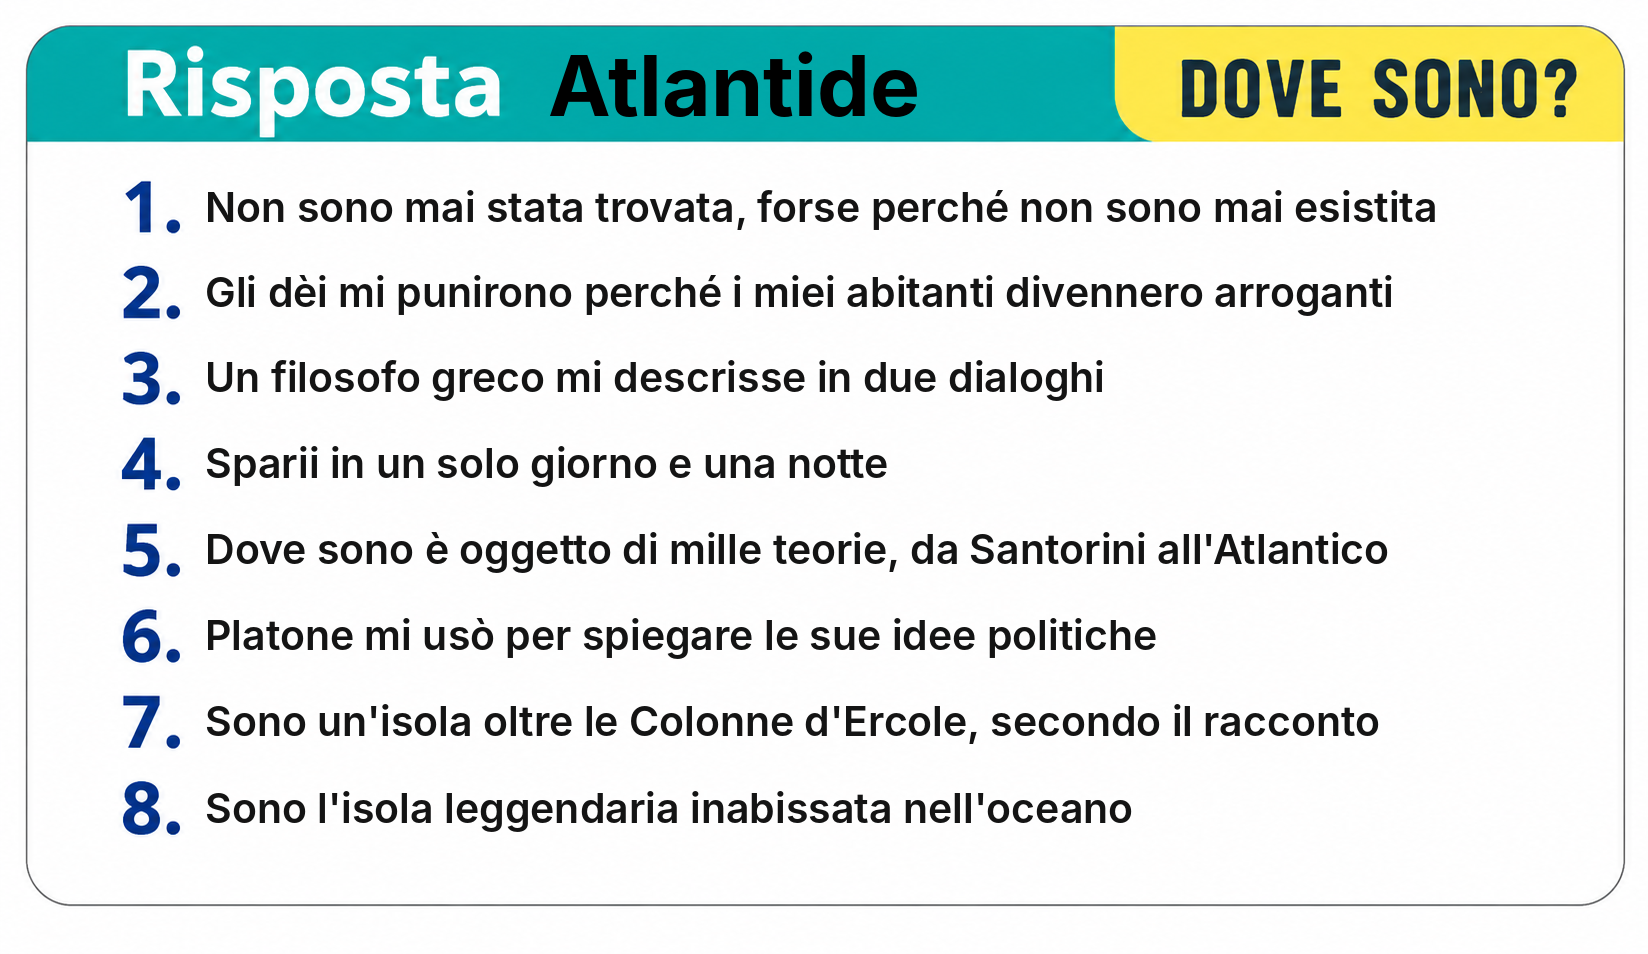 Risposta Atlantide DOVE SONO?
1. Non sono mai stata trovata, forse perché non sono mai esistita
2. Gli dèi mi punirono perché i miei abitanti divennero arroganti
3. Un filosofo greco mi descrisse in due dialoghi
4. Sparii in un solo giorno e una notte
5. Dove sono è oggetto di mille teorie, da Santorini all'Atlantico
6. Platone mi usò per spiegare le sue idee politiche
7. Sono un'isola oltre le Colonne d'Ercole, secondo il racconto
8. Sono l'isola leggendaria inabissata nell'oceano